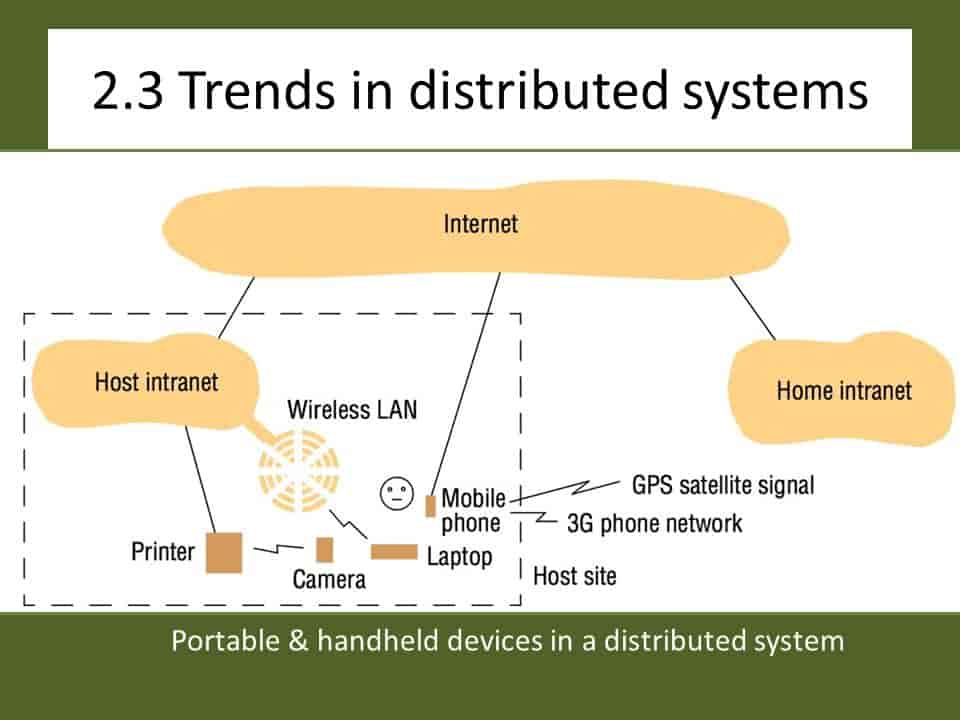 2.3 Trends in distributed systems
Internet
Host intranet
Wireless LAN
Home intranet
Mobile
phone
GPS satellite signal
3G phone network
Printer
Camera
Laptop
Host site
Portable & handheld devices in a distributed system